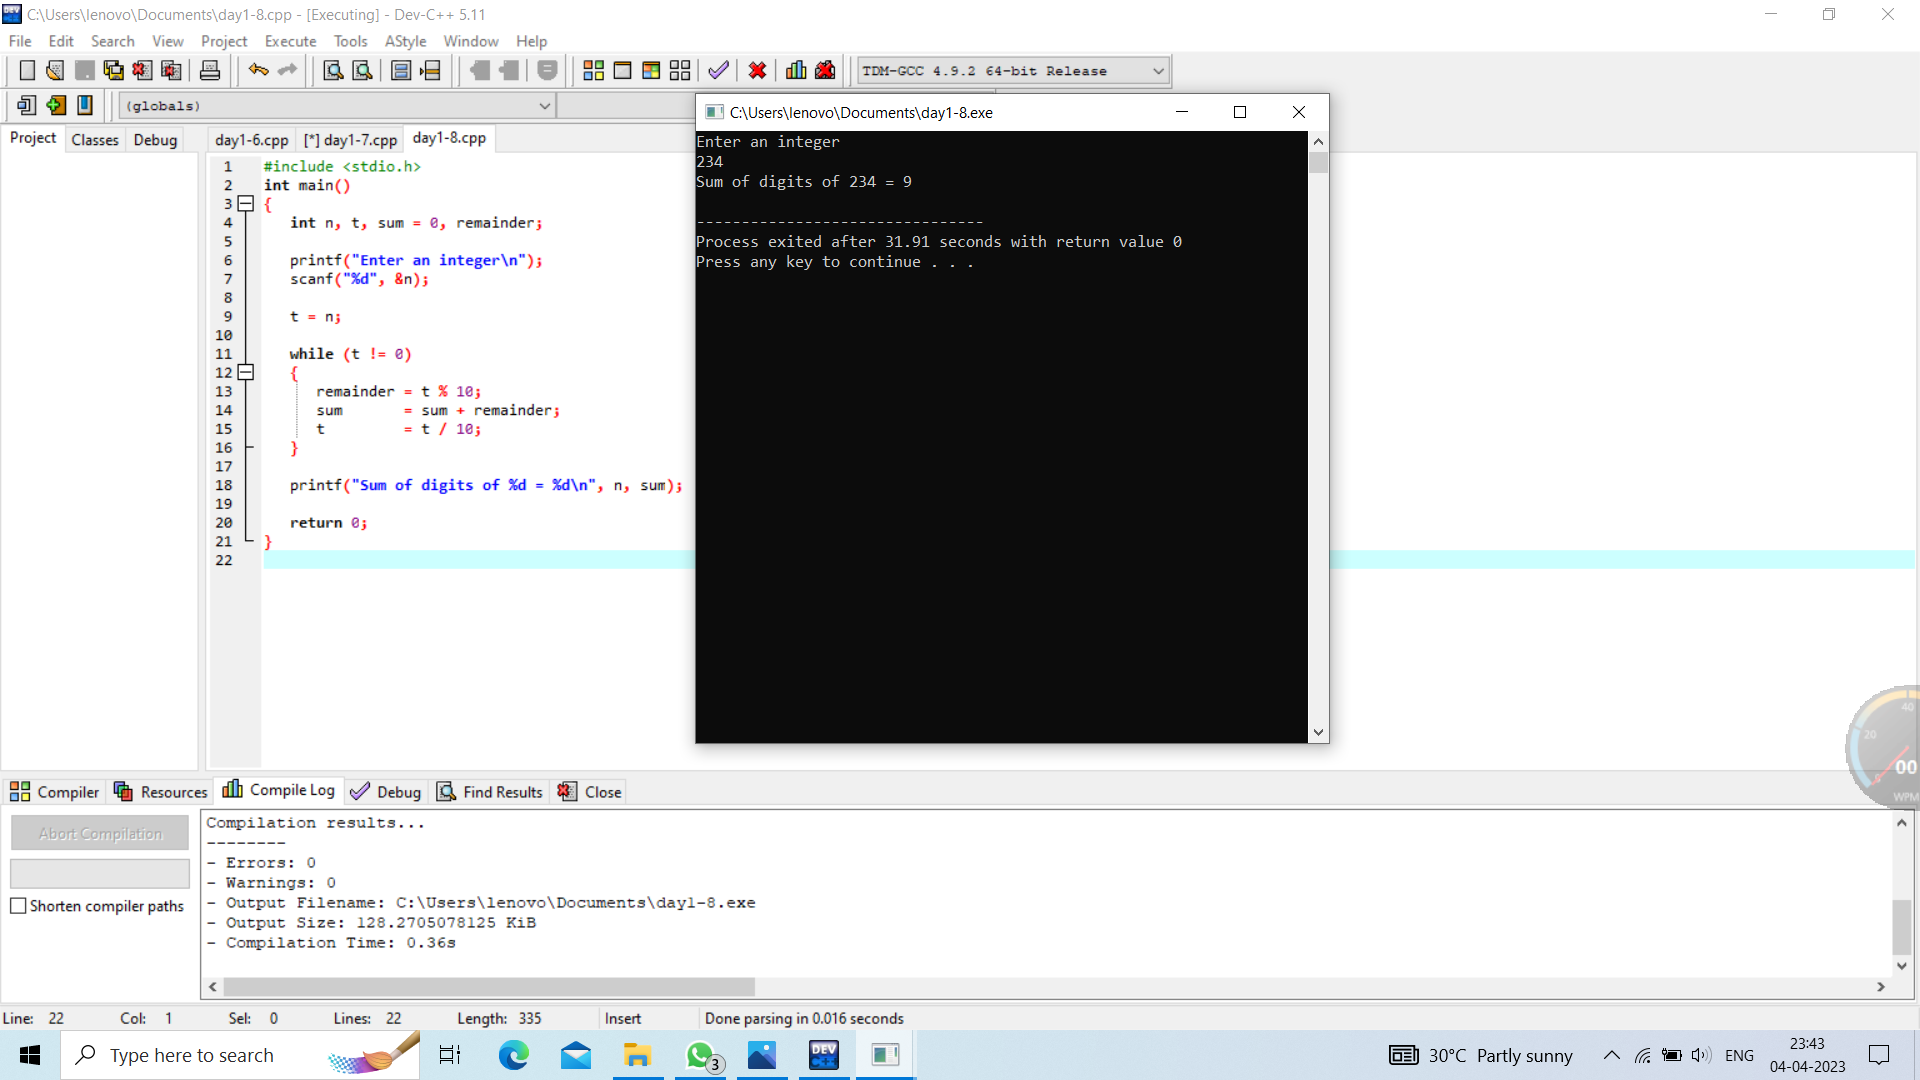 C:\Users\lenovo\Documents\day1-8.cpp - [Executing] - Dev-C++ 5.11
File Edit Search View Project Execute Tools AStyle Window Help
TDM-GCC 4.9.2 64-bit Release
(globals)
Project Classes Debug
day1-6.cpp [*] day1-7.cpp day1-8.cpp
1 #include <stdio.h>
2 int main()
3 {
4 int n, t, sum = 0, remainder;
5
6 printf("Enter an integer\n");
7 scanf("%d", &n);
8
9 t = n;
10
11 while (t != 0)
12 {
13 remainder = t % 10;
14 sum = sum + remainder;
15 t = t / 10;
16 }
17
18 printf("Sum of digits of %d = %d\n", n, sum);
19
20 return 0;
21 }
22
C:\Users\lenovo\Documents\day1-8.exe
Enter an integer
234
Sum of digits of 234 = 9
--------------------------------
Process exited after 31.91 seconds with return value 0
Press any key to continue . . .
40
20
0
00
WPM
Compiler Resources Compile Log Debug Find Results Close
Abort Compilation
Shorten compiler paths
Compilation results...
--------
- Errors: 0
- Warnings: 0
- Output Filename: C:\Users\lenovo\Documents\day1-8.exe
- Output Size: 128.2705078125 KiB
- Compilation Time: 0.36s
Line: 22 Col: 1 Sel: 0 Lines: 22 Length: 335 Insert Done parsing in 0.016 seconds
Type here to search
3
DEV
C++
30°C Partly sunny
ENG
23:43
04-04-2023